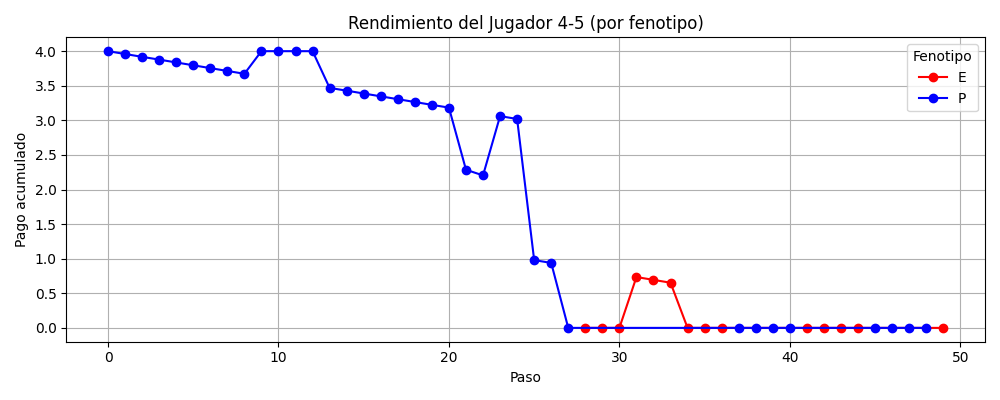 Rendimiento del Jugador 4-5 (por fenotipo)
Pago acumulado
4.0
3.5
3.0
2.5
2.0
1.5
1.0
0.5
0.0
Fenotipo
E
P
0 10 20 30 40 50
Paso